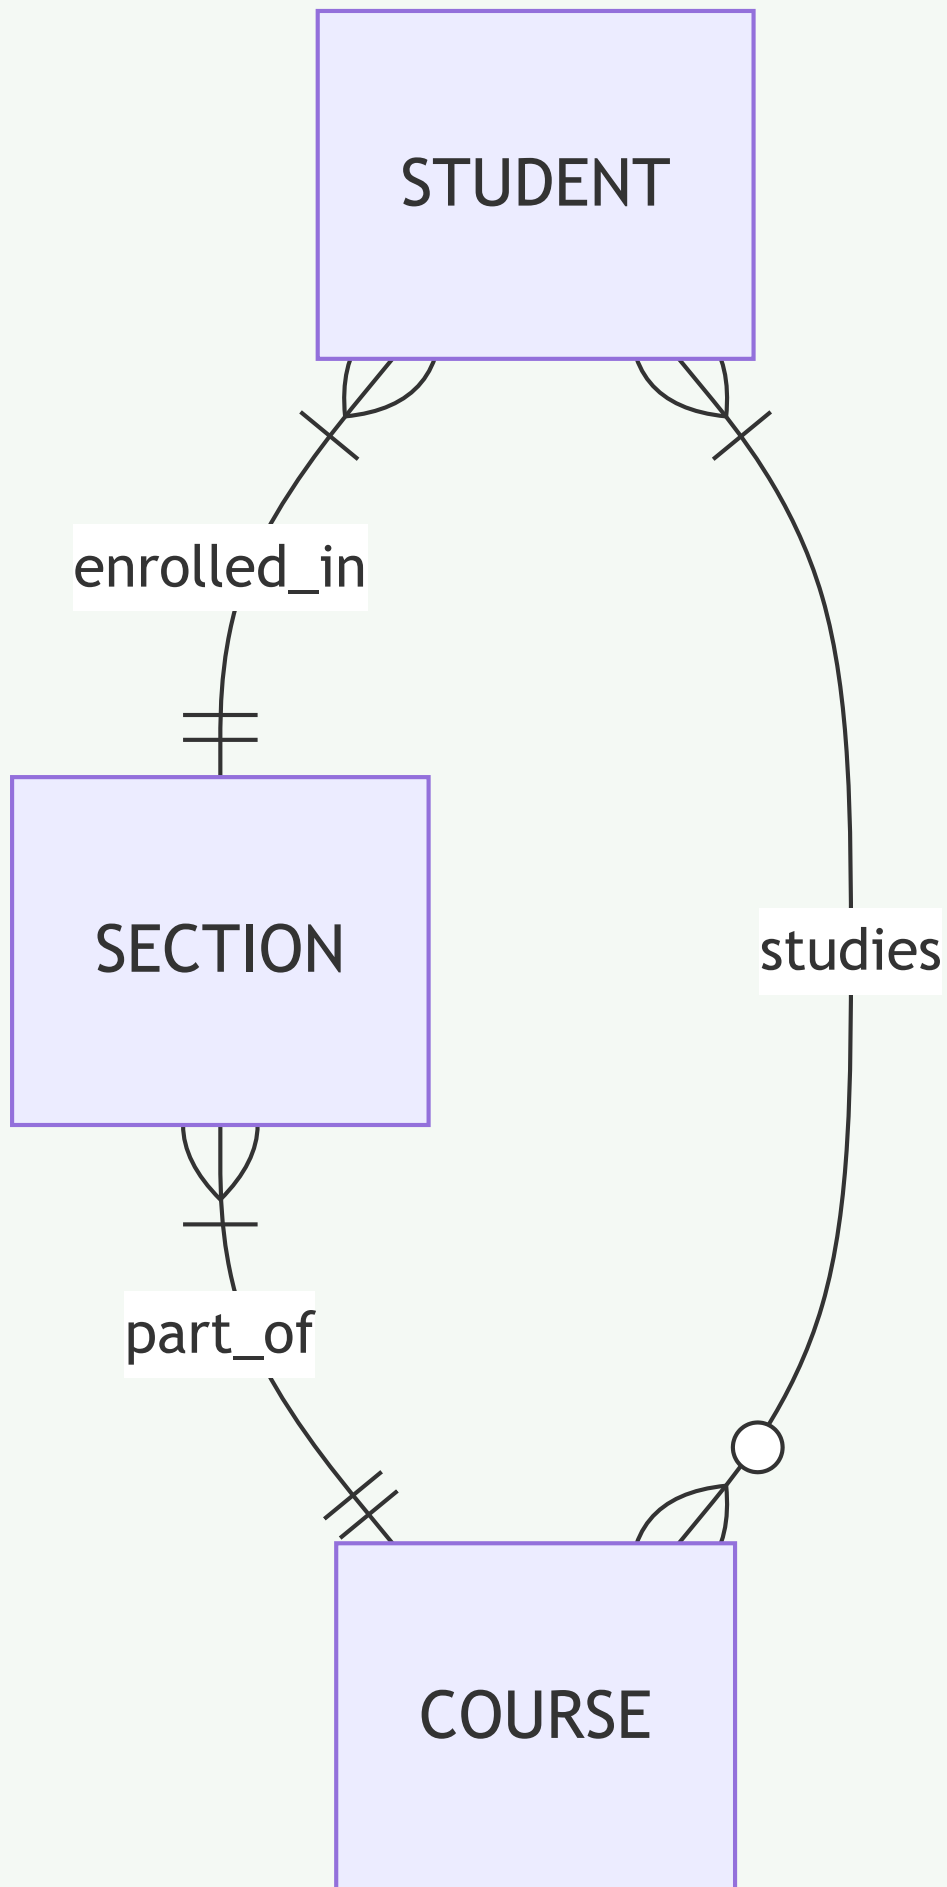 STUDENT
enrolled_in
SECTION
studies
part_of
COURSE